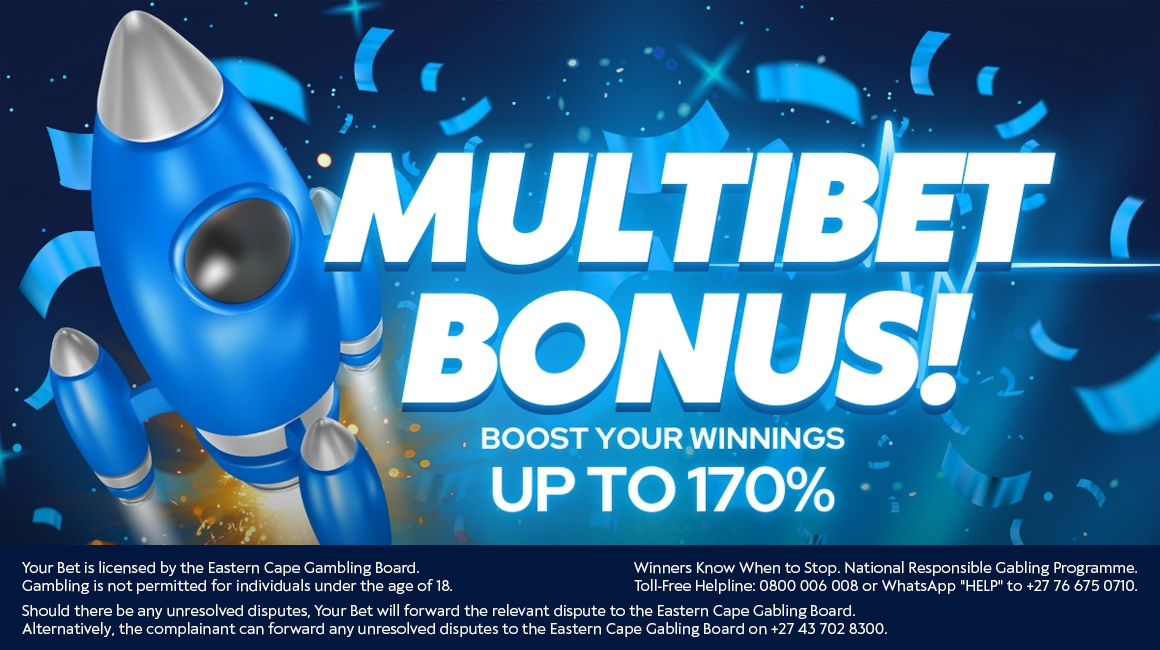 MULTIBET
BONUS!
BOOST YOUR WINNINGS
UP TO 170%
Your Bet is licensed by the Eastern Cape Gambling Board.
Gambling is not permitted for individuals under the age of 18.
Winners Know When to Stop. National Responsible Gabling Programme.
Toll-Free Helpline: 0800 006 008 or WhatsApp "HELP" to +27 76 675 0710.
Should there be any unresolved disputes, Your Bet will forward the relevant dispute to the Eastern Cape Gabling Board.
Alternatively, the complainant can forward any unresolved disputes to the Eastern Cape Gabling Board on +27 43 702 8300.